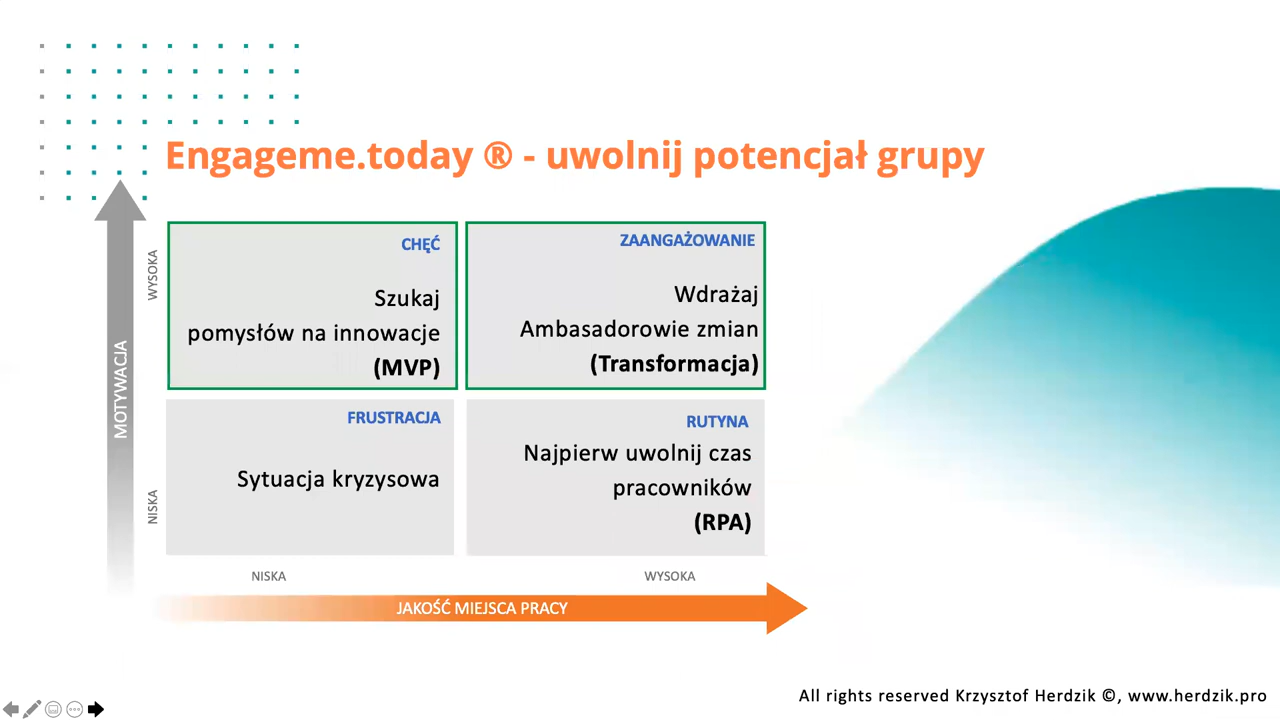 Engageme.today ® - uwolnij potencjał grupy
WYSOKA
MOTYWACJA
NISKA
CHĘĆ
Szukaj
pomysłów na innowacje
(MVP)
ZAANGAŻOWANIE
Wdrażaj
Ambasadorowie zmian
(Transformacja)
FRUSTRACJA
Sytuacja kryzysowa
RUTYNA
Najpierw uwolnij czas
pracowników
(RPA)
NISKA
WYSOKA
JAKOŚĆ MIEJSCA PRACY
All rights reserved Krzysztof Herdzik ©, www.herdzik.pro